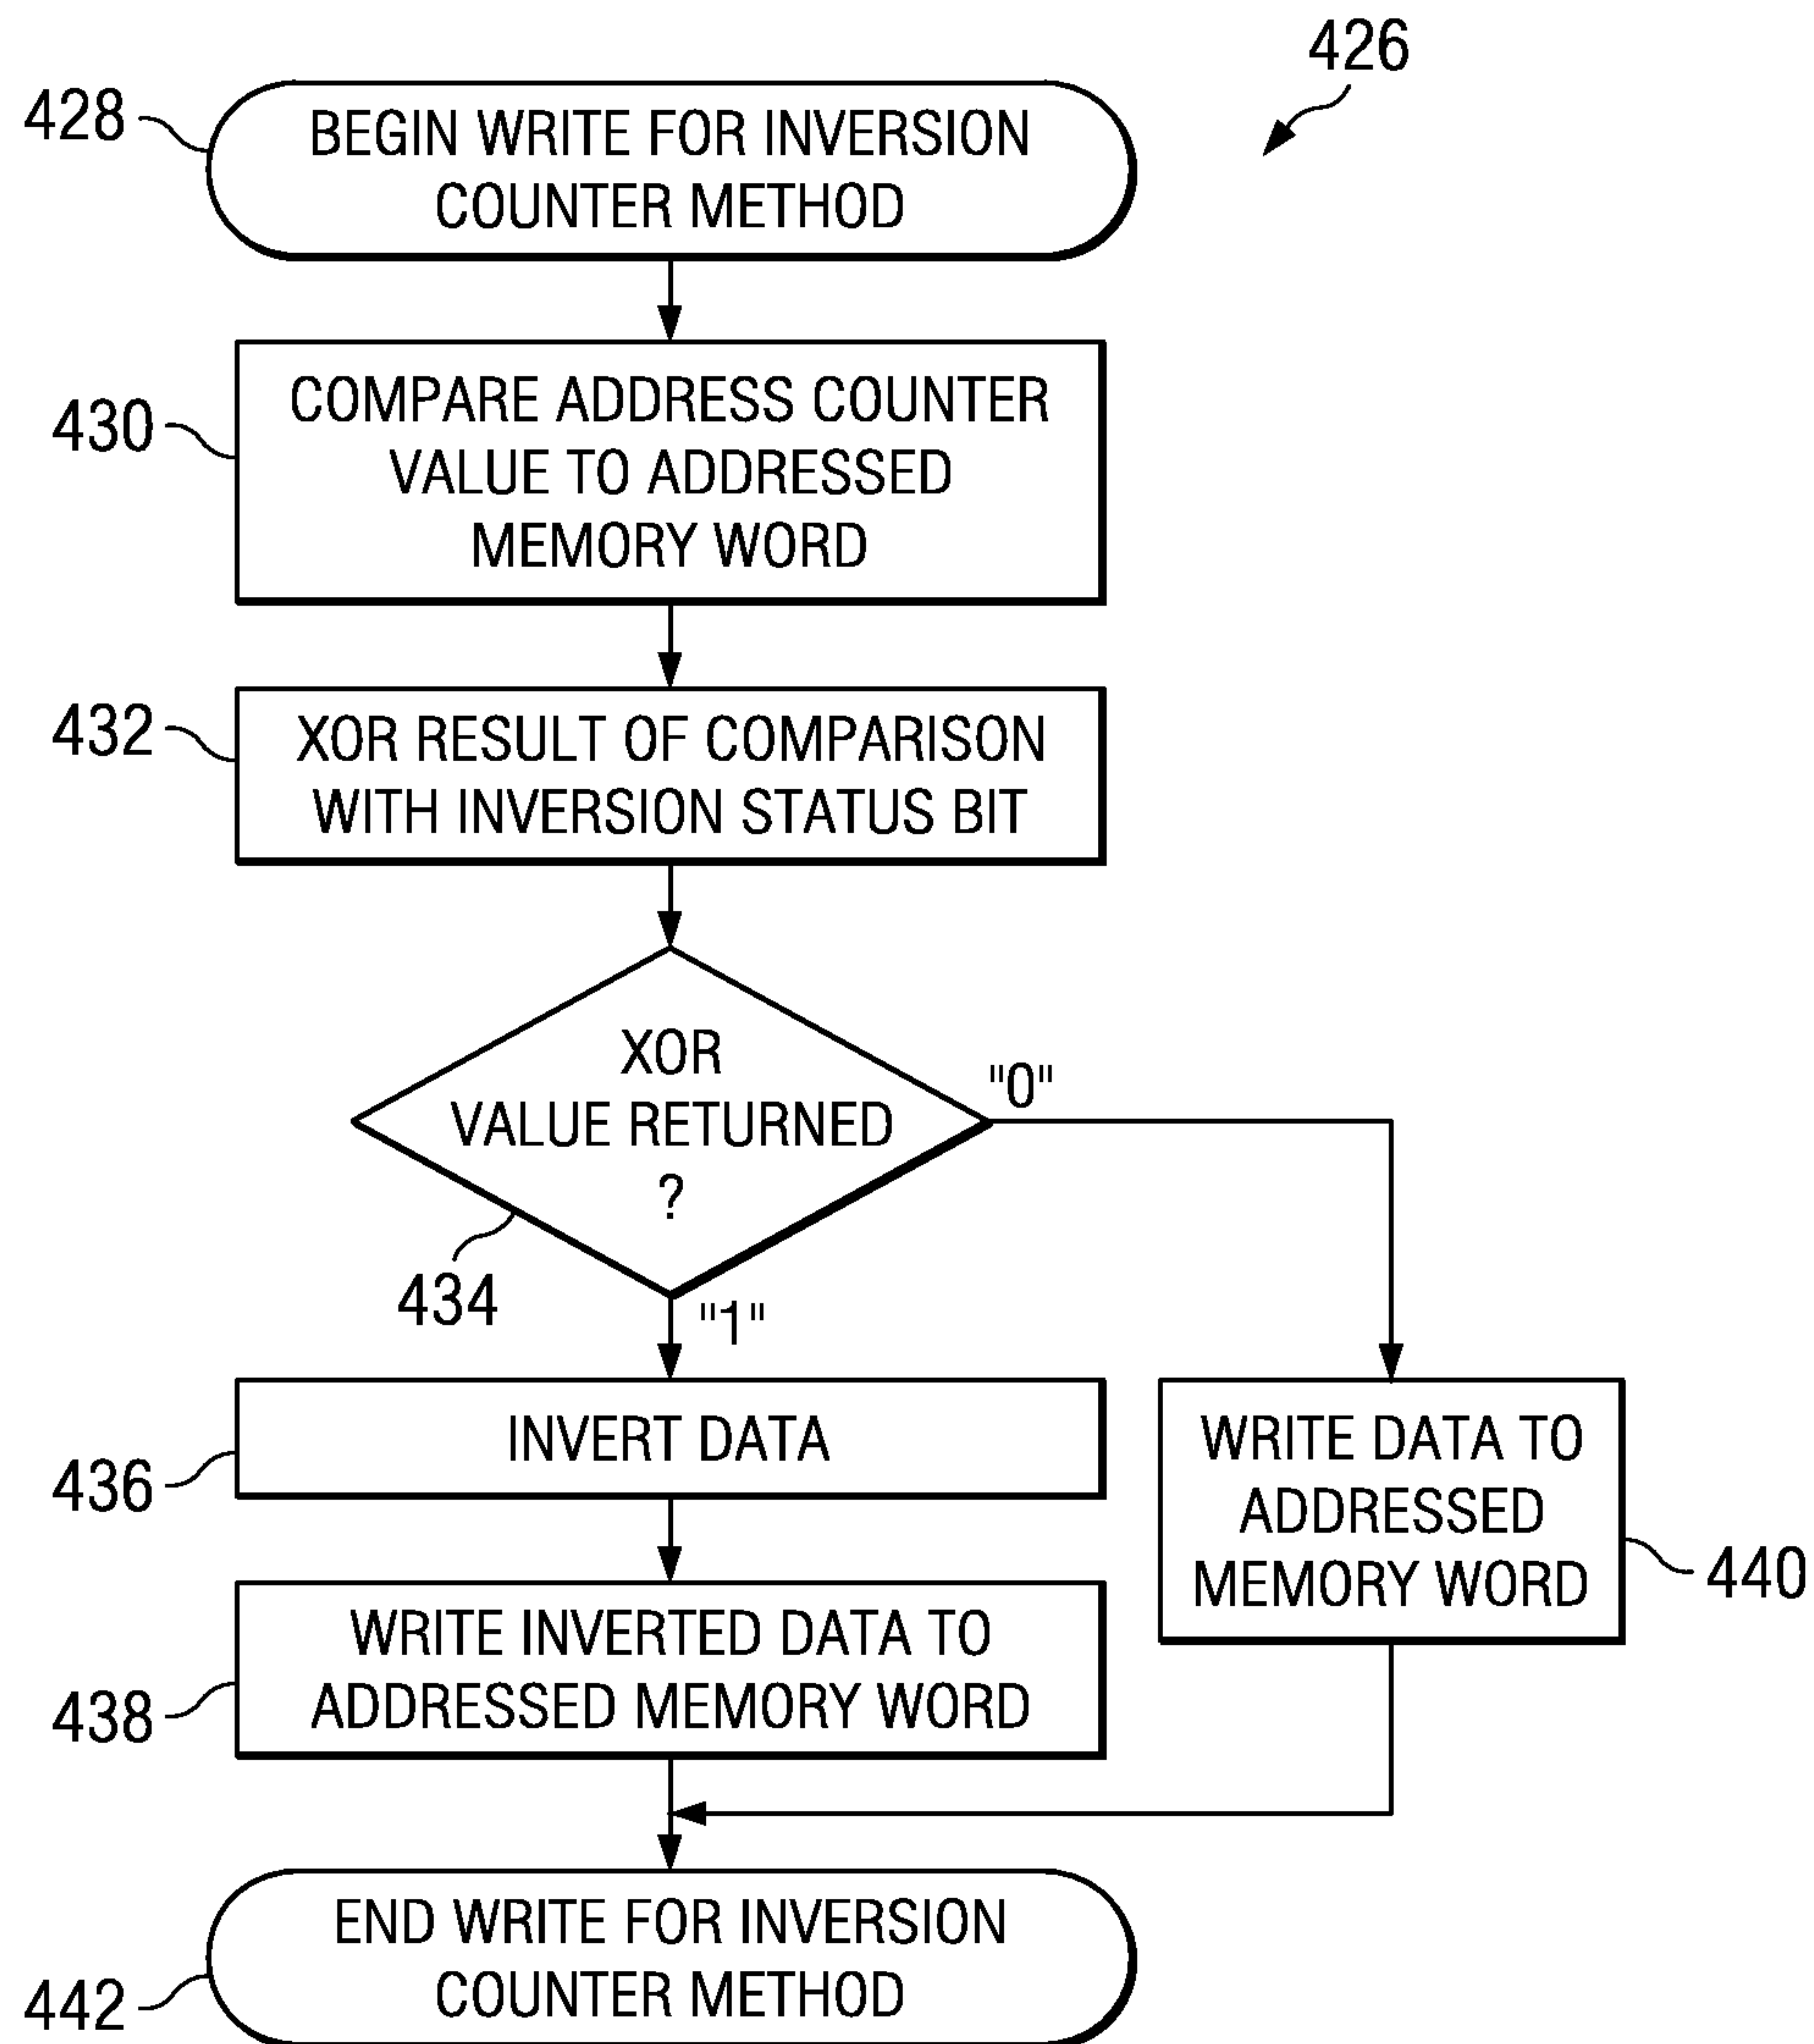 426
428
BEGIN WRITE FOR INVERSION
COUNTER METHOD
430
COMPARE ADDRESS COUNTER
VALUE TO ADDRESSED
MEMORY WORD
432
XOR RESULT OF COMPARISON
WITH INVERSION STATUS BIT
XOR
VALUE RETURNED
?
"0"
434
"1"
436
INVERT DATA
WRITE DATA TO
ADDRESSED
MEMORY WORD
440
438
WRITE INVERTED DATA TO
ADDRESSED MEMORY WORD
442
END WRITE FOR INVERSION
COUNTER METHOD